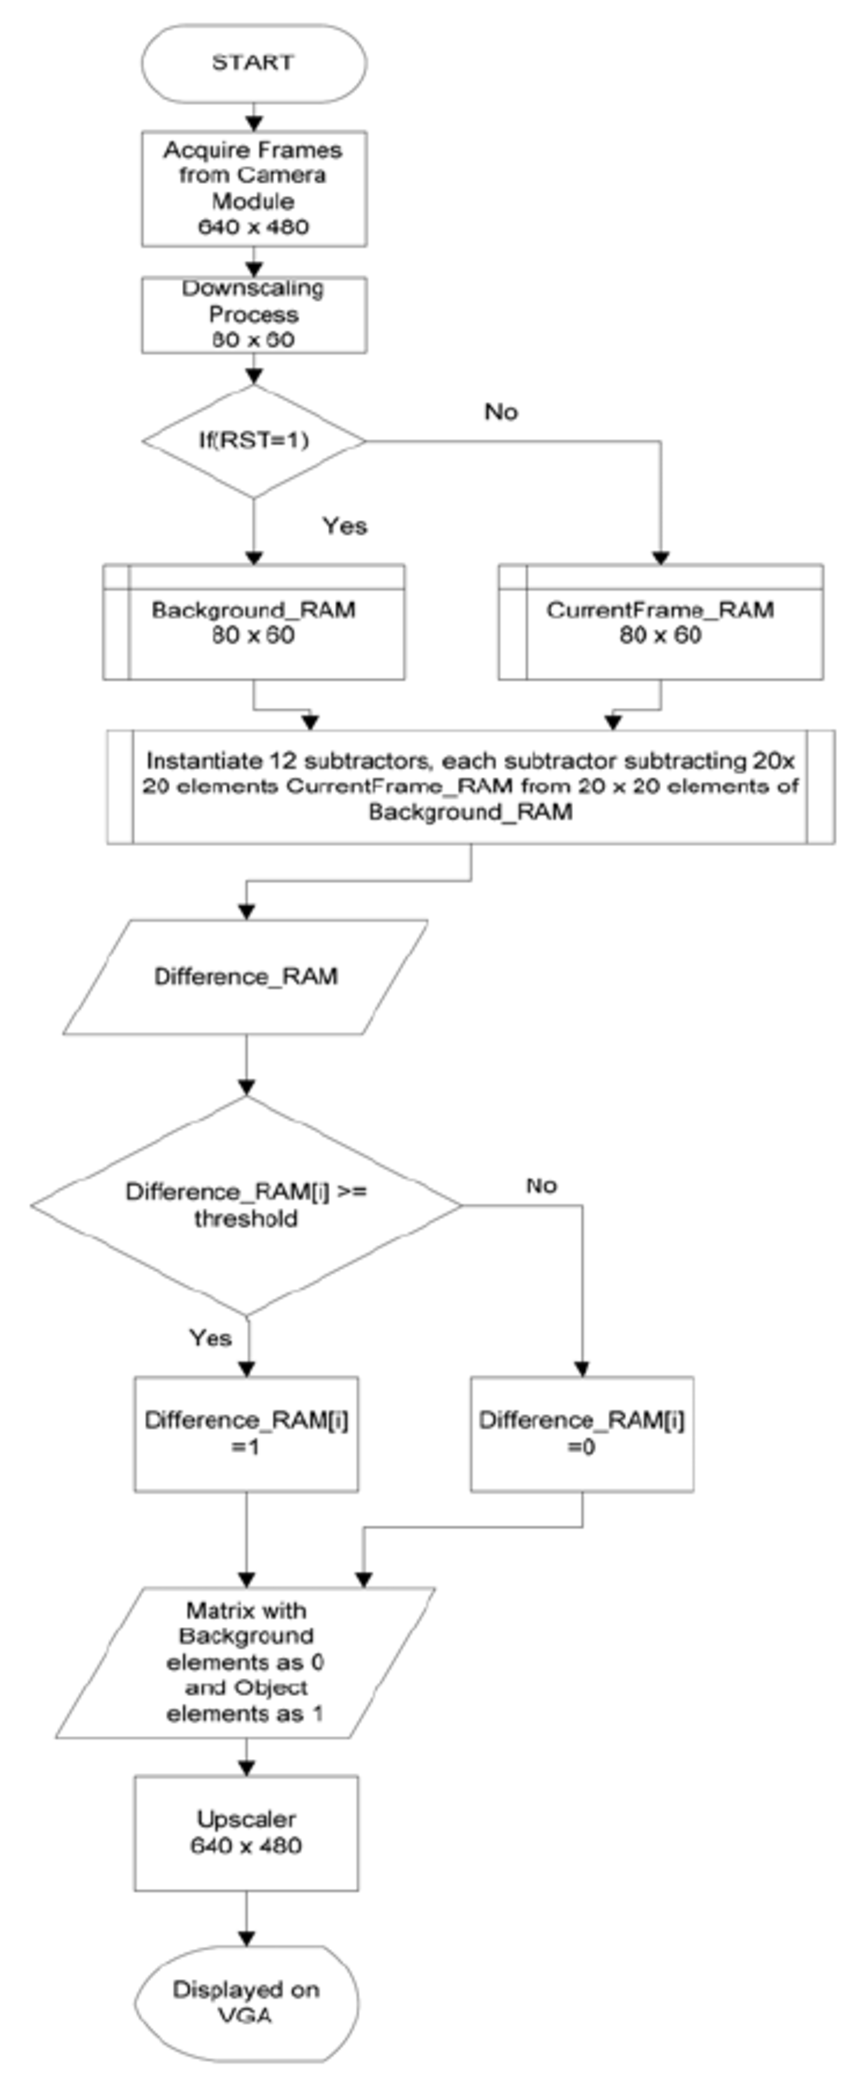 START
Acquire Frames
from Camera
Module
640 x 480
Downscaling
Process
80 x 60
If(RST=1)
No
Yes
Background_RAM
80 x 60
CurrentFrame_RAM
80 x 60
Instantiate 12 subtractors, each subtractor subtracting 20x
20 elements CurrentFrame_RAM from 20 x 20 elements of
Background_RAM
Difference_RAM
Difference_RAM[i] >=
threshold
No
Yes
Difference_RAM[i]
=1
Difference_RAM[i]
=0
Matrix with
Background
elements as 0
and Object
elements as 1
Upscaler
640 x 480
Displayed on
VGA